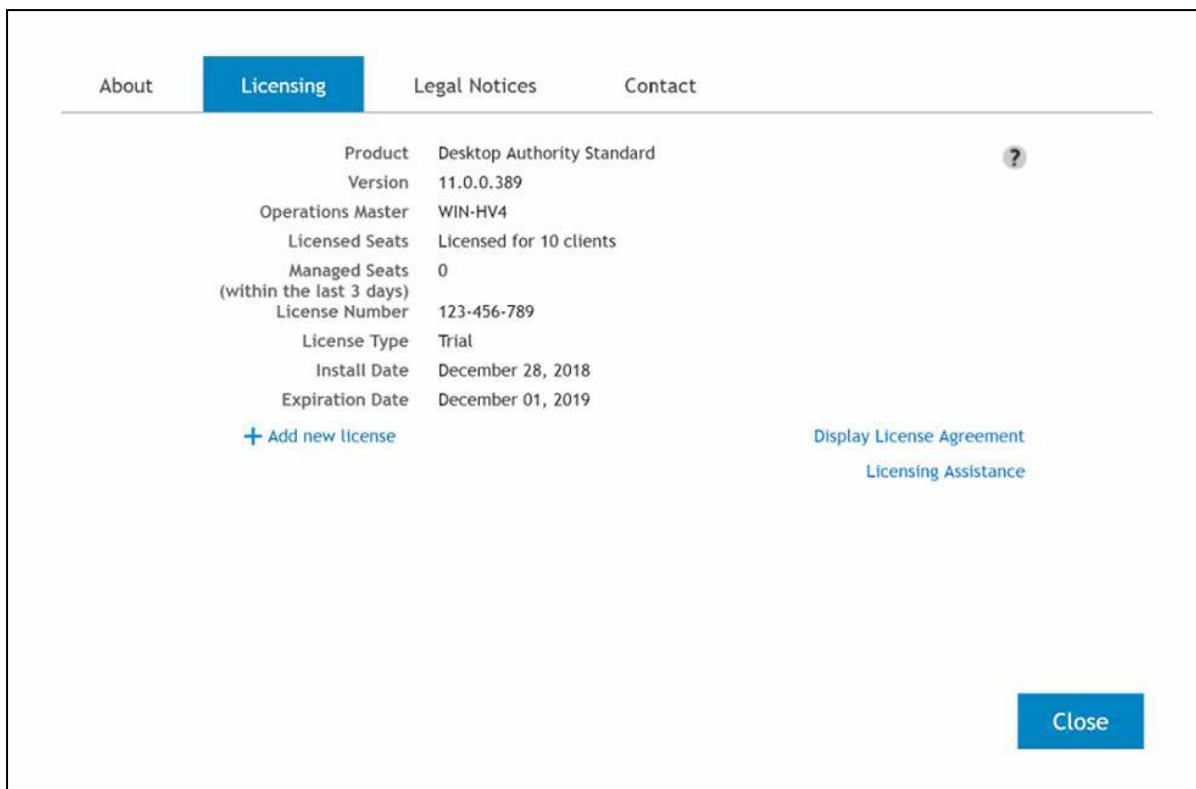 About Licensing Legal Notices Contact
Product Desktop Authority Standard ?
Version 11.0.0.389
Operations Master WIN-HV4
Licensed Seats Licensed for 10 clients
Managed Seats 0
(within the last 3 days)
License Number 123-456-789
License Type Trial
Install Date December 28, 2018
Expiration Date December 01, 2019
+ Add new license Display License Agreement
Licensing Assistance
Close